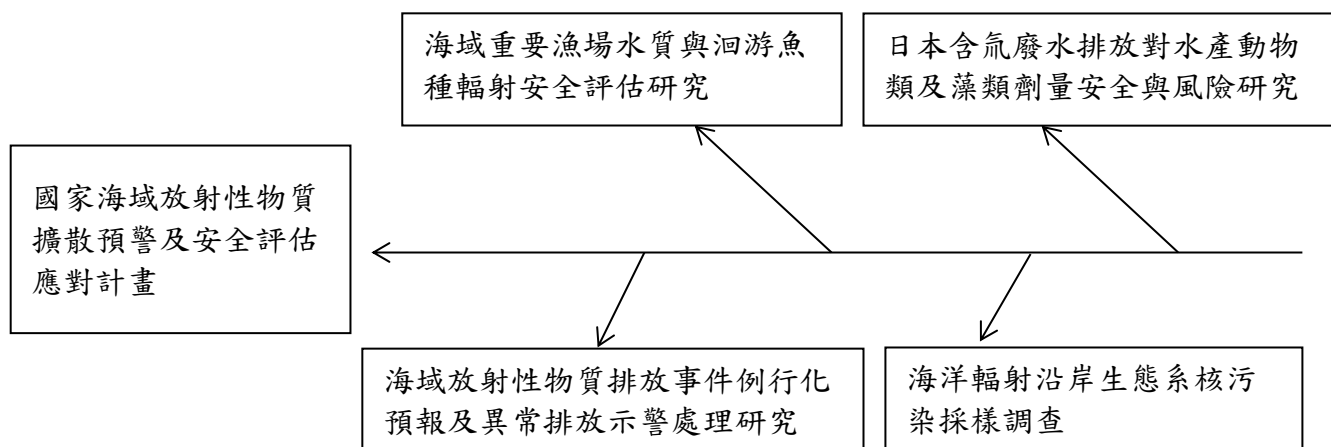 海域重要漁場水質與洄游魚
種輻射安全評估研究
日本含氚廢水排放對水產動物
類及藻類劑量安全與風險研究
國家海域放射性物質
擴散預警及安全評估
應對計畫
海域放射性物質排放事件例行化
預報及異常排放示警處理研究
海洋輻射沿岸生態系核污
染採樣調查